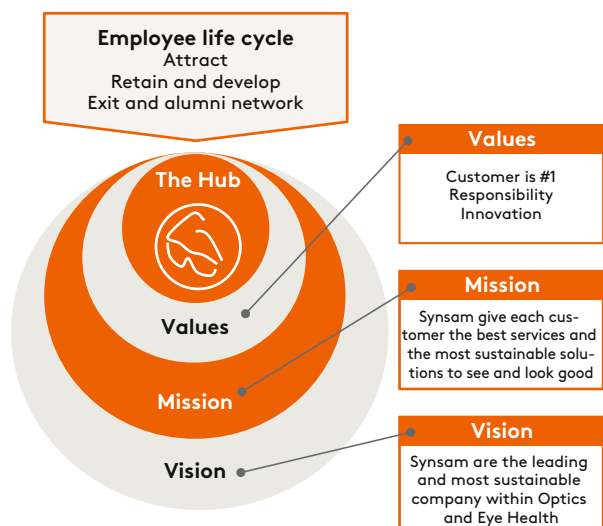 Employee life cycle
Attract
Retain and develop
Exit and alumni network
The Hub
Values
Mission
Vision
Values
Customer is #1
Responsibility
Innovation
Mission
Synsam give each cus-
tomer the best services and
the most sustainable solu-
tions to see and look good
Vision
Synsam are the leading
and most sustainable
company within Optics
and Eye Health